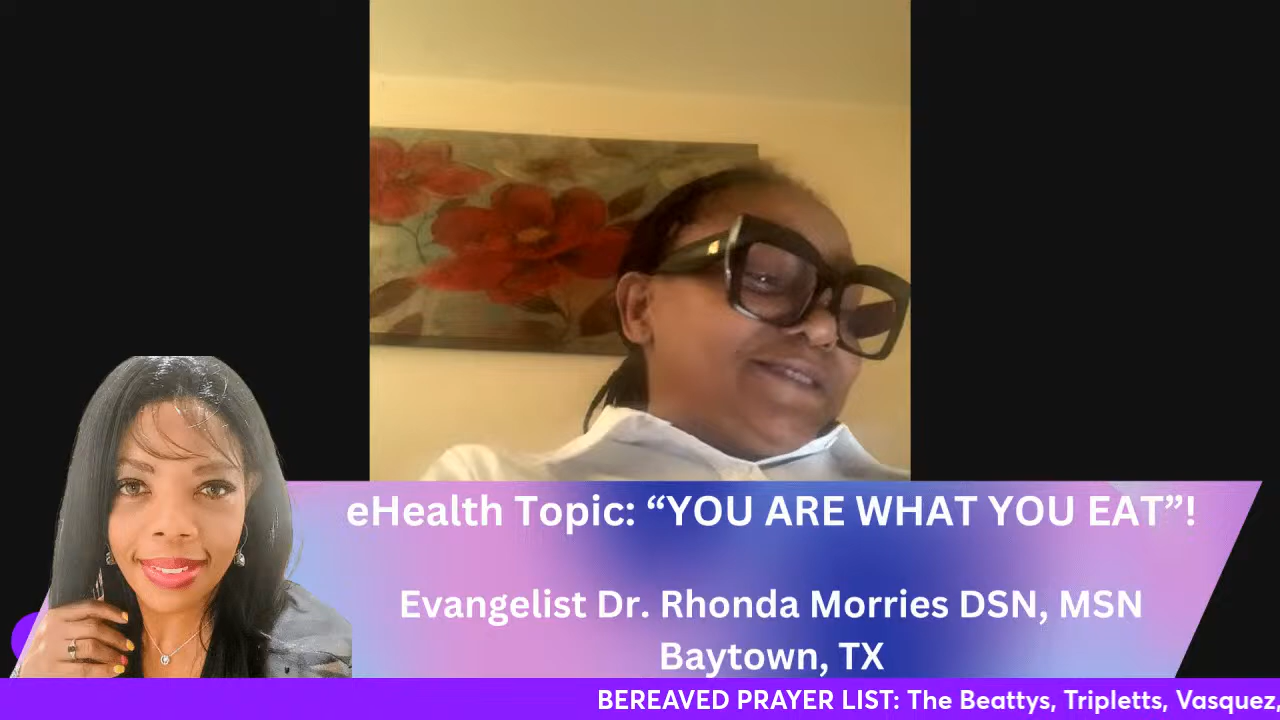 eHealth Topic: “YOU ARE WHAT YOU EAT”!
Evangelist Dr. Rhonda Morries DSN, MSN
Baytown, TX
BEREAVED PRAYER LIST: The Beattys, Tripletts, Vasquez,